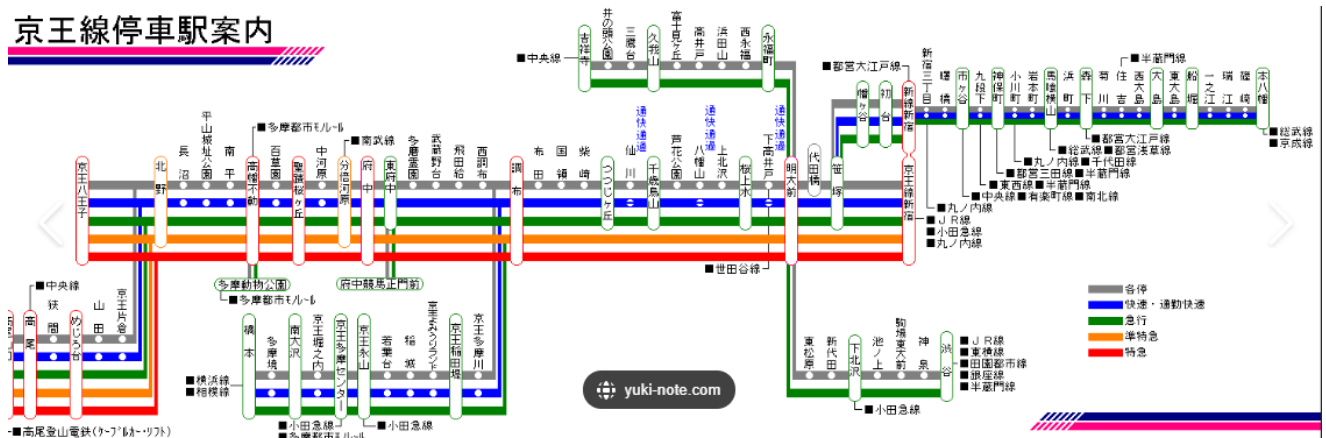 京王線停車駅案内
■中央線
吉祥寺
井の頭公園
三鷹台
久我山
富士見ヶ丘
高井戸
浜田山
西永福
永福町
■都営大江戸線
幡ヶ谷
初台
新線新宿
新宿三丁目
曙橋
市ヶ谷
九段下
神保町
小川町
岩本町
馬喰横山
浜町
森下
菊川
住吉
■半蔵門線
西大島
大島
東大島
船堀
一之江
瑞江
篠崎
本八幡
■総武線
■京成線
■都営大江戸線
■総武線■都営浅草線
■丸ノ内線■千代田線
■都営三田線■半蔵門線
■東西線■半蔵門線
■中央線■有楽町線■南北線
■丸ノ内線
■JR線
■小田急線
■丸ノ内線
京王八王子
北野
長沼
平山城址公園
南平
■多摩都市モルール
高幡不動
百草園
聖蹟桜ヶ丘
中河原
■南武線
分倍河原
府中
東府中
多磨霊園
武蔵野台
飛田給
西調布
調布
布田
国領
柴崎
つつじヶ丘
通快通過
仙川
千歳烏山
芦花公園
通快通過
八幡山
上北沢
桜上水
通快通過
下高井戸
明大前
代田橋
笹塚
京王線新宿
■世田谷線
多摩動物公園
■多摩都市モルール
府中競馬正門前
■中央線
高尾
狭間
めじろ台
山田
京王片倉
■高尾登山電鉄(ケーブルカー・リフト)
橋本
■横浜線
■相模線
多摩境
南大沢
京王堀之内
京王多摩センター
■小田急線
■多摩都市モルール
京王永山
■小田急線
若葉台
稲城
京王よみうりランド
京王稲田堤
京王多摩川
東松原
新代田
下北沢
■小田急線
池ノ上
駒場東大前
神泉
渋谷
■JR線
■東横線
■田園都市線
■銀座線
■半蔵門線
各停
快速・通勤快速
急行
準特急
特急
yuki-note.com